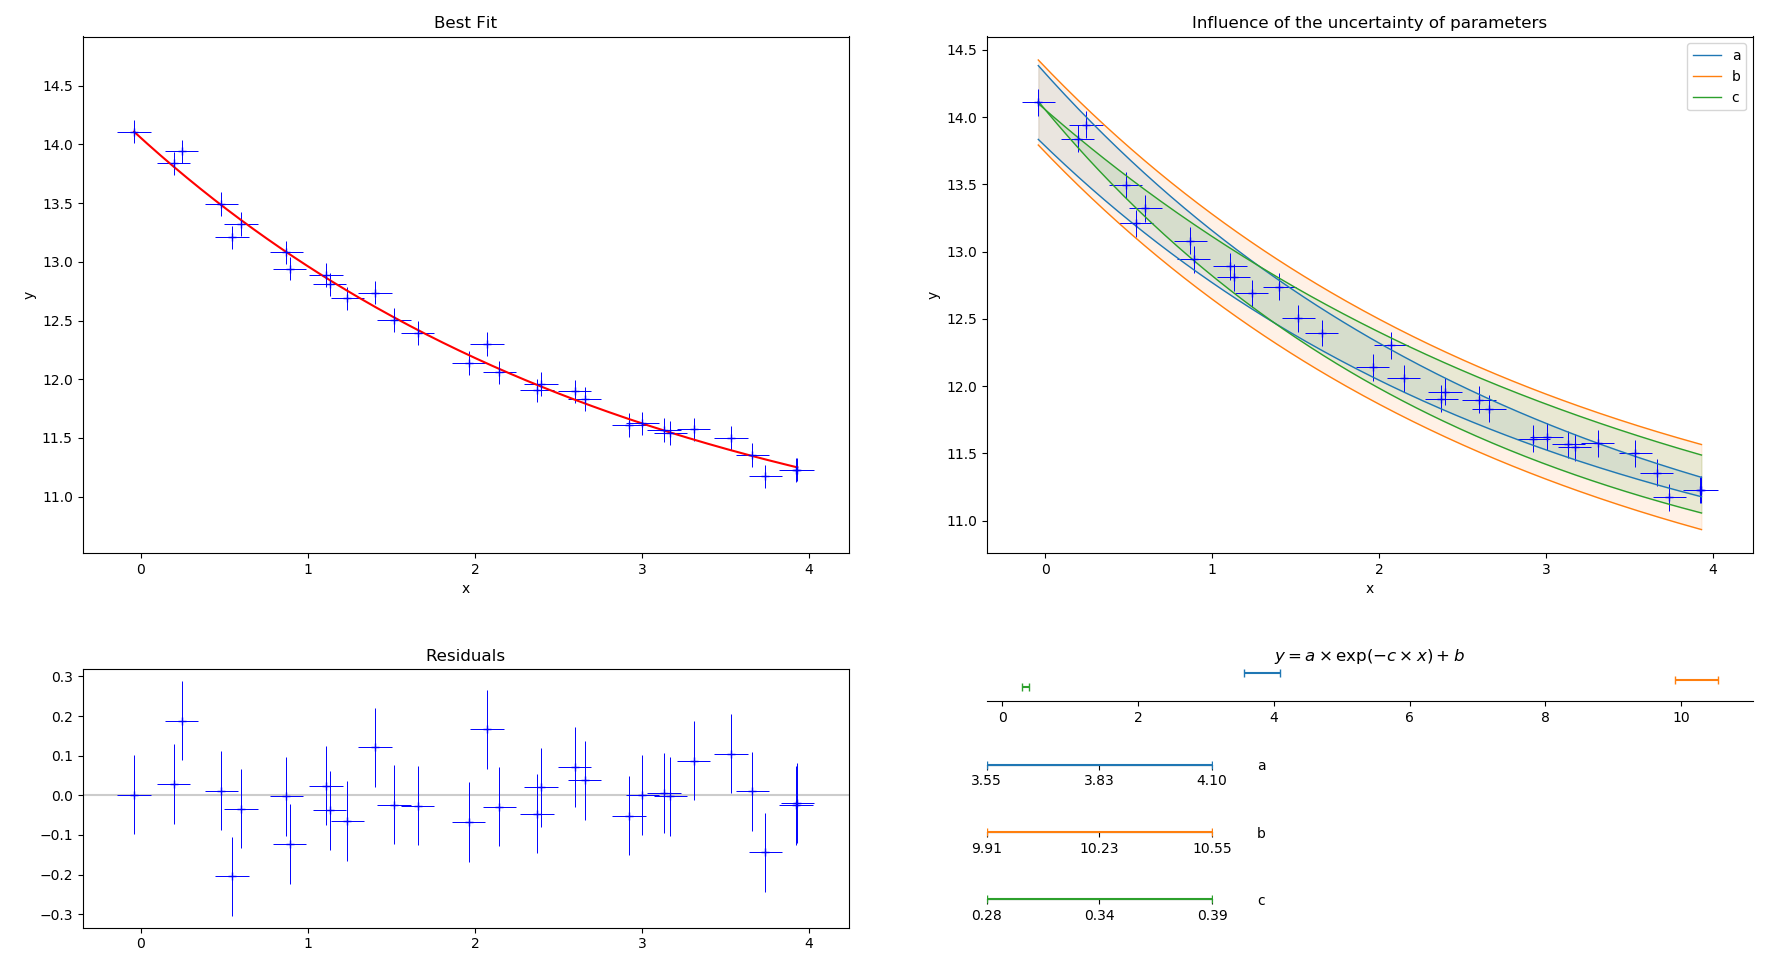 Best Fit
14.5
14.0
13.5
13.0
12.5
12.0
11.5
11.0
y
0 1 2 3 4
x
Influence of the uncertainty of parameters
14.5
14.0
13.5
13.0
12.5
12.0
11.5
11.0
y
a
b
c
0 1 2 3 4
x
Residuals
0.3
0.2
0.1
0.0
−0.1
−0.2
−0.3
0 1 2 3 4
y = a × exp(−c × x) + b
0 2 4 6 8 10
a
3.55 3.83 4.10
b
9.91 10.23 10.55
c
0.28 0.34 0.39